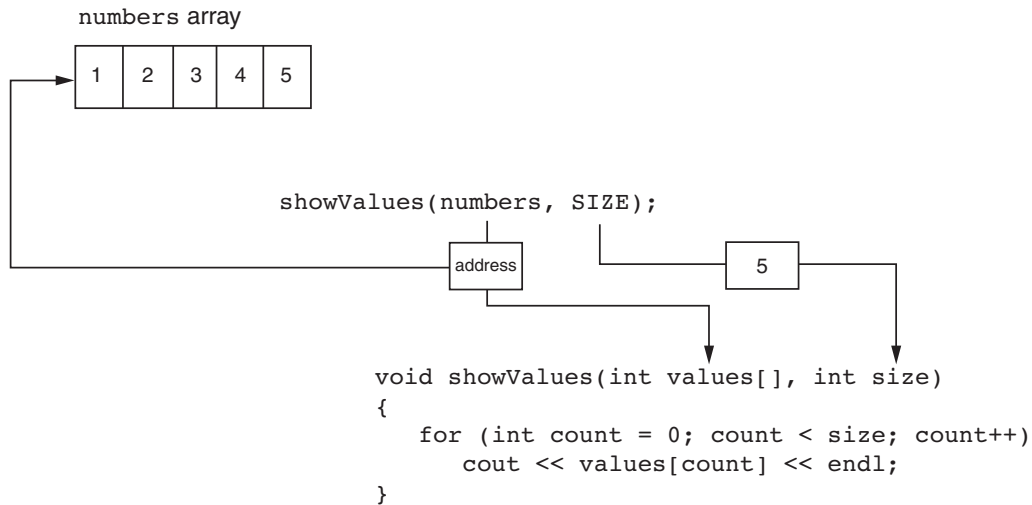 numbers array
1 2 3 4 5
showValues(numbers, SIZE);
address
5
void showValues(int values[], int size)
{
for (int count = 0; count < size; count++)
cout << values[count] << endl;
}